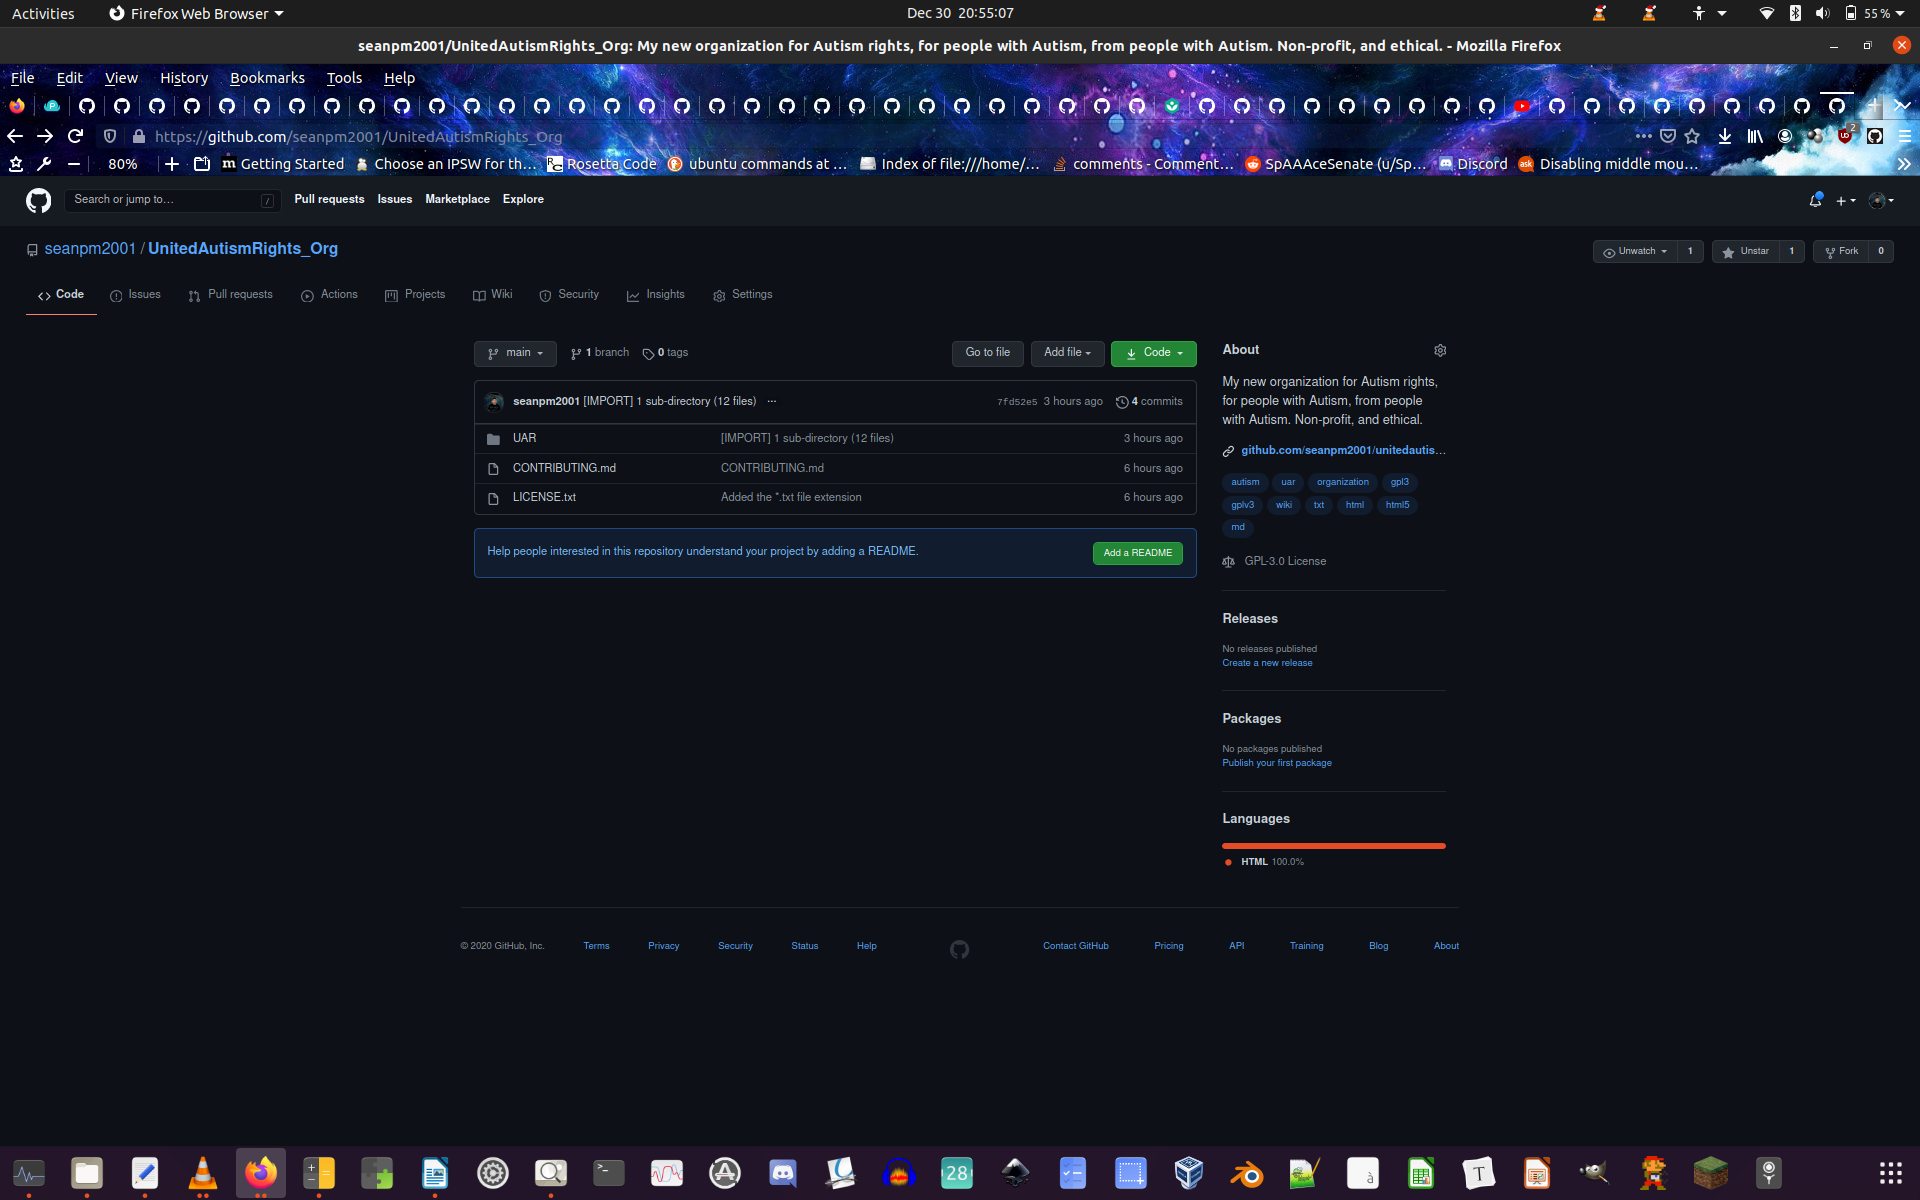 Activities
Firefox Web Browser
Dec 30 20:55:07
55 %
seanpm2001/UnitedAutismRights_Org: My new organization for Autism rights, for people with Autism, from people with Autism. Non-profit, and ethical. - Mozilla Firefox
File Edit View History Bookmarks Tools Help
https://github.com/seanpm2001/UnitedAutismRights_Org
2
80%
Getting Started
Choose an IPSW for th…
Rosetta Code
ubuntu commands at …
Index of file:///home/…
comments - Comment…
SpAAAceSenate (u/Sp…
Discord
Disabling middle mou…
Search or jump to…
/
Pull requests Issues Marketplace Explore
seanpm2001 / UnitedAutismRights_Org
Unwatch 1
Unstar 1
Fork 0
Code
Issues
Pull requests
Actions
Projects
Wiki
Security
Insights
Settings
main
1 branch
0 tags
Go to file
Add file
Code
seanpm2001 [IMPORT] 1 sub-directory (12 files) ...
7fd52e5 3 hours ago
4 commits
UAR [IMPORT] 1 sub-directory (12 files) 3 hours ago
CONTRIBUTING.md CONTRIBUTING.md 6 hours ago
LICENSE.txt Added the *.txt file extension 6 hours ago
Help people interested in this repository understand your project by adding a README.
Add a README
About
My new organization for Autism rights,
for people with Autism, from people
with Autism. Non-profit, and ethical.
github.com/seanpm2001/unitedautis…
autism uar organization gpl3
gplv3 wiki txt html html5
md
GPL-3.0 License
Releases
No releases published
Create a new release
Packages
No packages published
Publish your first package
Languages
HTML 100.0%
© 2020 GitHub, Inc. Terms Privacy Security Status Help Contact GitHub Pricing API Training Blog About
28